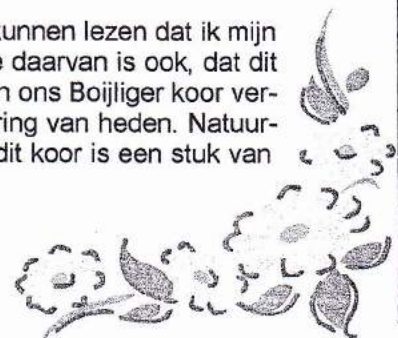 kunnen lezen dat ik mijn
daarvan is ook, dat dit
ons Boijliger koor ver-
ring van heden. Natuur-
dit koor is een stuk van